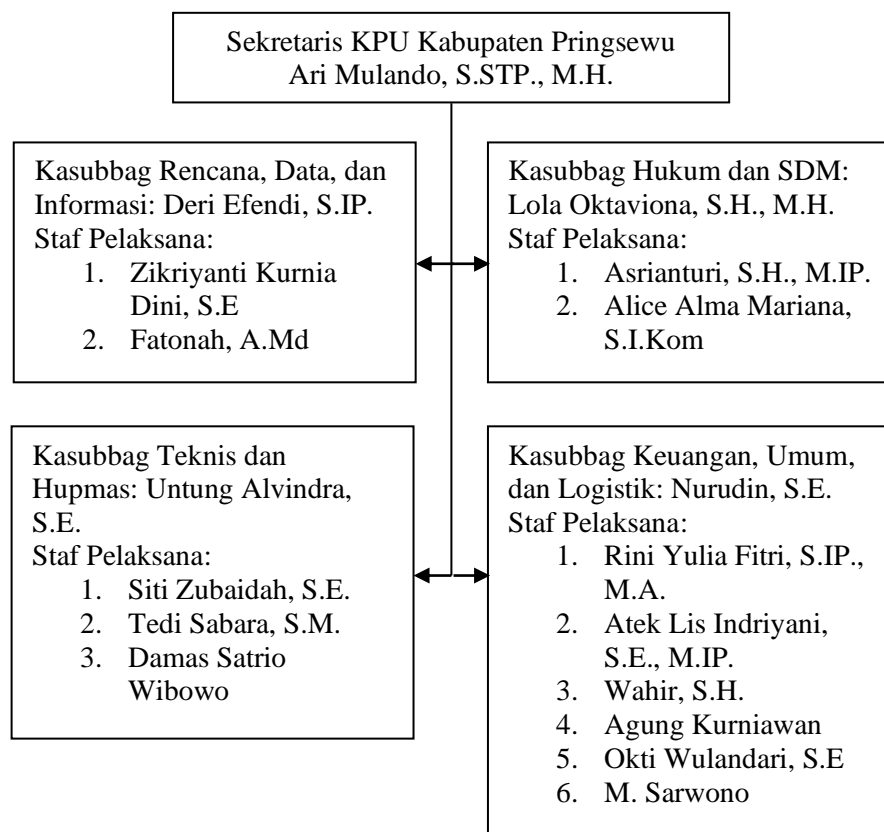 Sekretaris KPU Kabupaten Pringsewu
Ari Mulando, S.STP., M.H.
Kasubbag Rencana, Data, dan
Informasi: Deri Efendi, S.IP.
Staf Pelaksana:
1. Zikriyanti Kurnia
Dini, S.E
2. Fatonah, A.Md
Kasubbag Hukum dan SDM:
Lola Oktaviona, S.H., M.H.
Staf Pelaksana:
1. Asrianturi, S.H., M.IP.
2. Alice Alma Mariana,
S.I.Kom
Kasubbag Teknis dan
Hupmas: Untung Alvindra,
S.E.
Staf Pelaksana:
1. Siti Zubaidah, S.E.
2. Tedi Sabara, S.M.
3. Damas Satrio
Wibowo
Kasubbag Keuangan, Umum,
dan Logistik: Nurudin, S.E.
Staf Pelaksana:
1. Rini Yulia Fitri, S.IP.,
M.A.
2. Atek Lis Indriyani,
S.E., M.IP.
3. Wahir, S.H.
4. Agung Kurniawan
5. Okti Wulandari, S.E
6. M. Sarwono